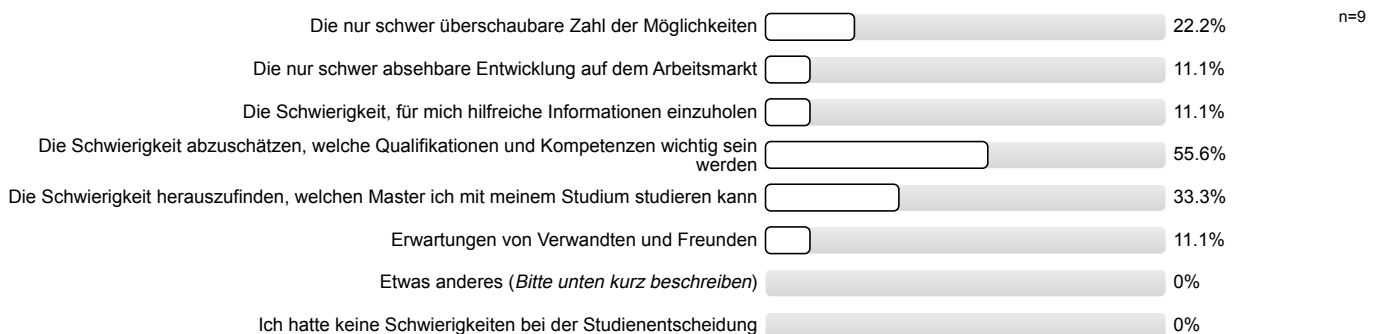 Die nur schwer überschaubare Zahl der Möglichkeiten 22.2% n=9
Die nur schwer absehbare Entwicklung auf dem Arbeitsmarkt 11.1%
Die Schwierigkeit, für mich hilfreiche Informationen einzuholen 11.1%
Die Schwierigkeit abzuschätzen, welche Qualifikationen und Kompetenzen wichtig sein
werden 55.6%
Die Schwierigkeit herauszufinden, welchen Master ich mit meinem Studium studieren kann 33.3%
Erwartungen von Verwandten und Freunden 11.1%
Etwas anderes (Bitte unten kurz beschreiben) 0%
Ich hatte keine Schwierigkeiten bei der Studienentscheidung 0%